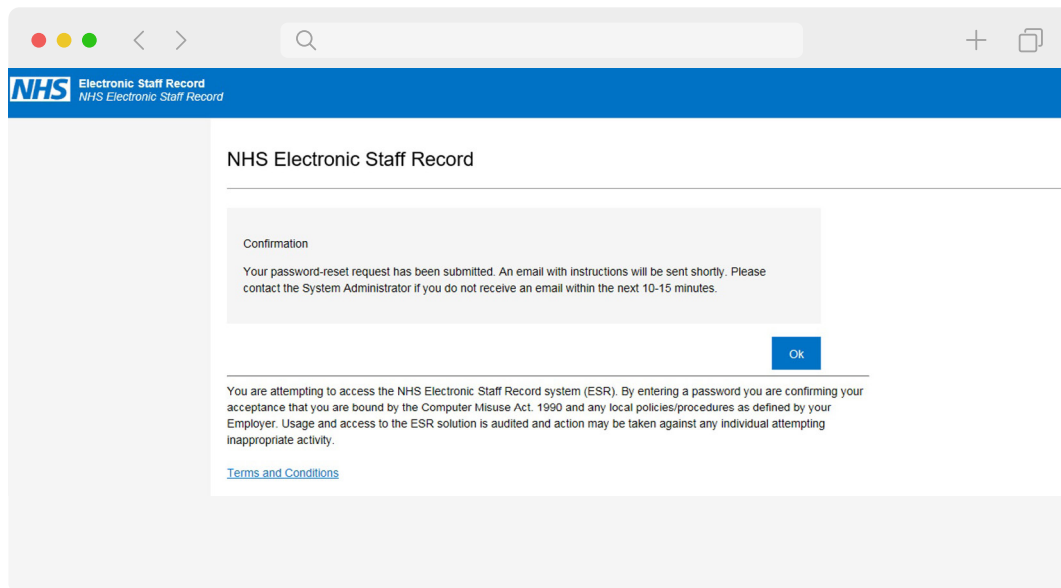 NHS
Electronic Staff Record
NHS Electronic Staff Record
NHS Electronic Staff Record
Confirmation
Your password-reset request has been submitted. An email with instructions will be sent shortly. Please
contact the System Administrator if you do not receive an email within the next 10-15 minutes.
Ok
You are attempting to access the NHS Electronic Staff Record system (ESR). By entering a password you are confirming your
acceptance that you are bound by the Computer Misuse Act. 1990 and any local policies/procedures as defined by your
Employer. Usage and access to the ESR solution is audited and action may be taken against any individual attempting
inappropriate activity.
Terms and Conditions